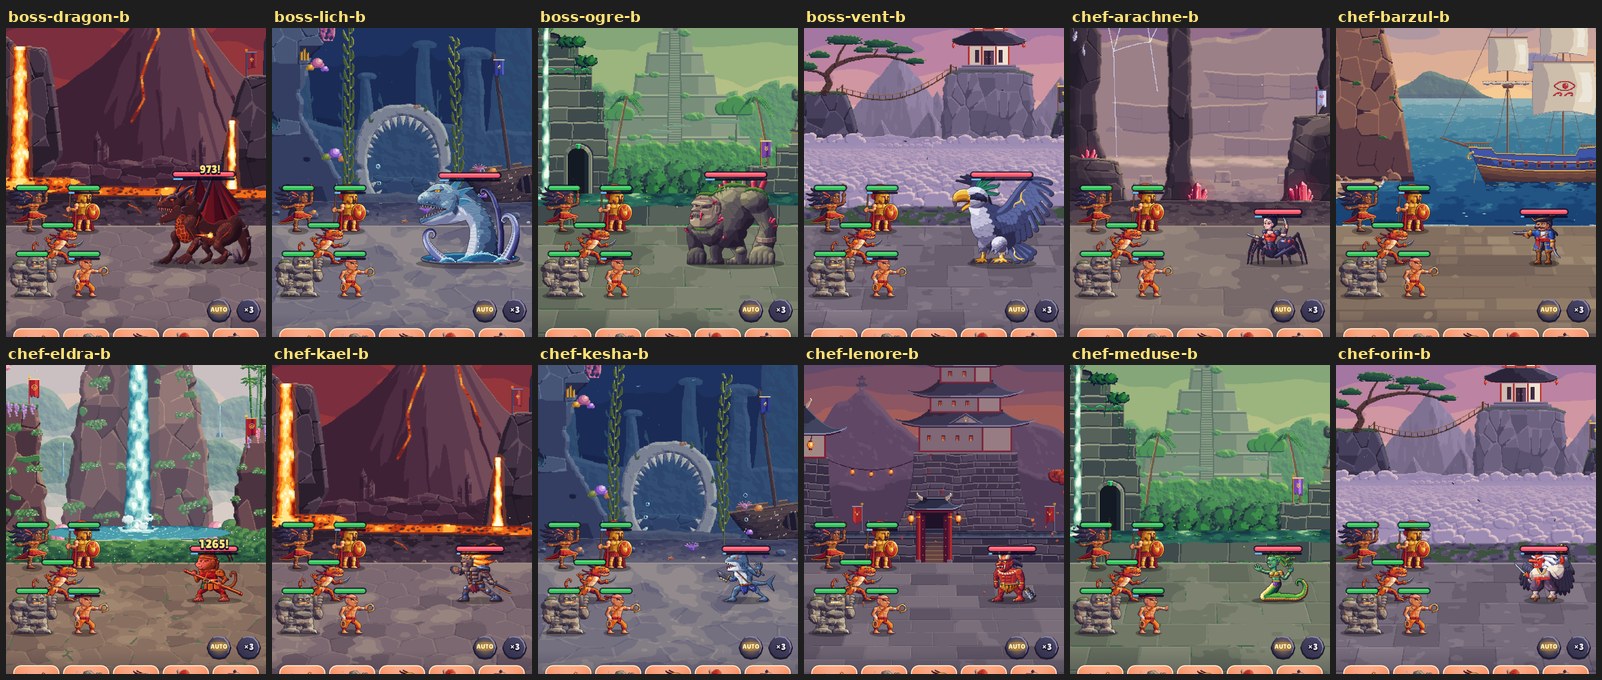 boss-dragon-b
boss-lich-b
boss-ogre-b
boss-vent-b
chef-arachne-b
chef-barzul-b
973!
AUTO ×3
AUTO ×3
AUTO ×3
AUTO ×3
AUTO ×3
AUTO ×3
chef-eldra-b
chef-kael-b
chef-kesha-b
chef-lenore-b
chef-meduse-b
chef-orin-b
1265!
AUTO ×3
AUTO ×3
AUTO ×3
AUTO ×3
AUTO ×3
AUTO ×3